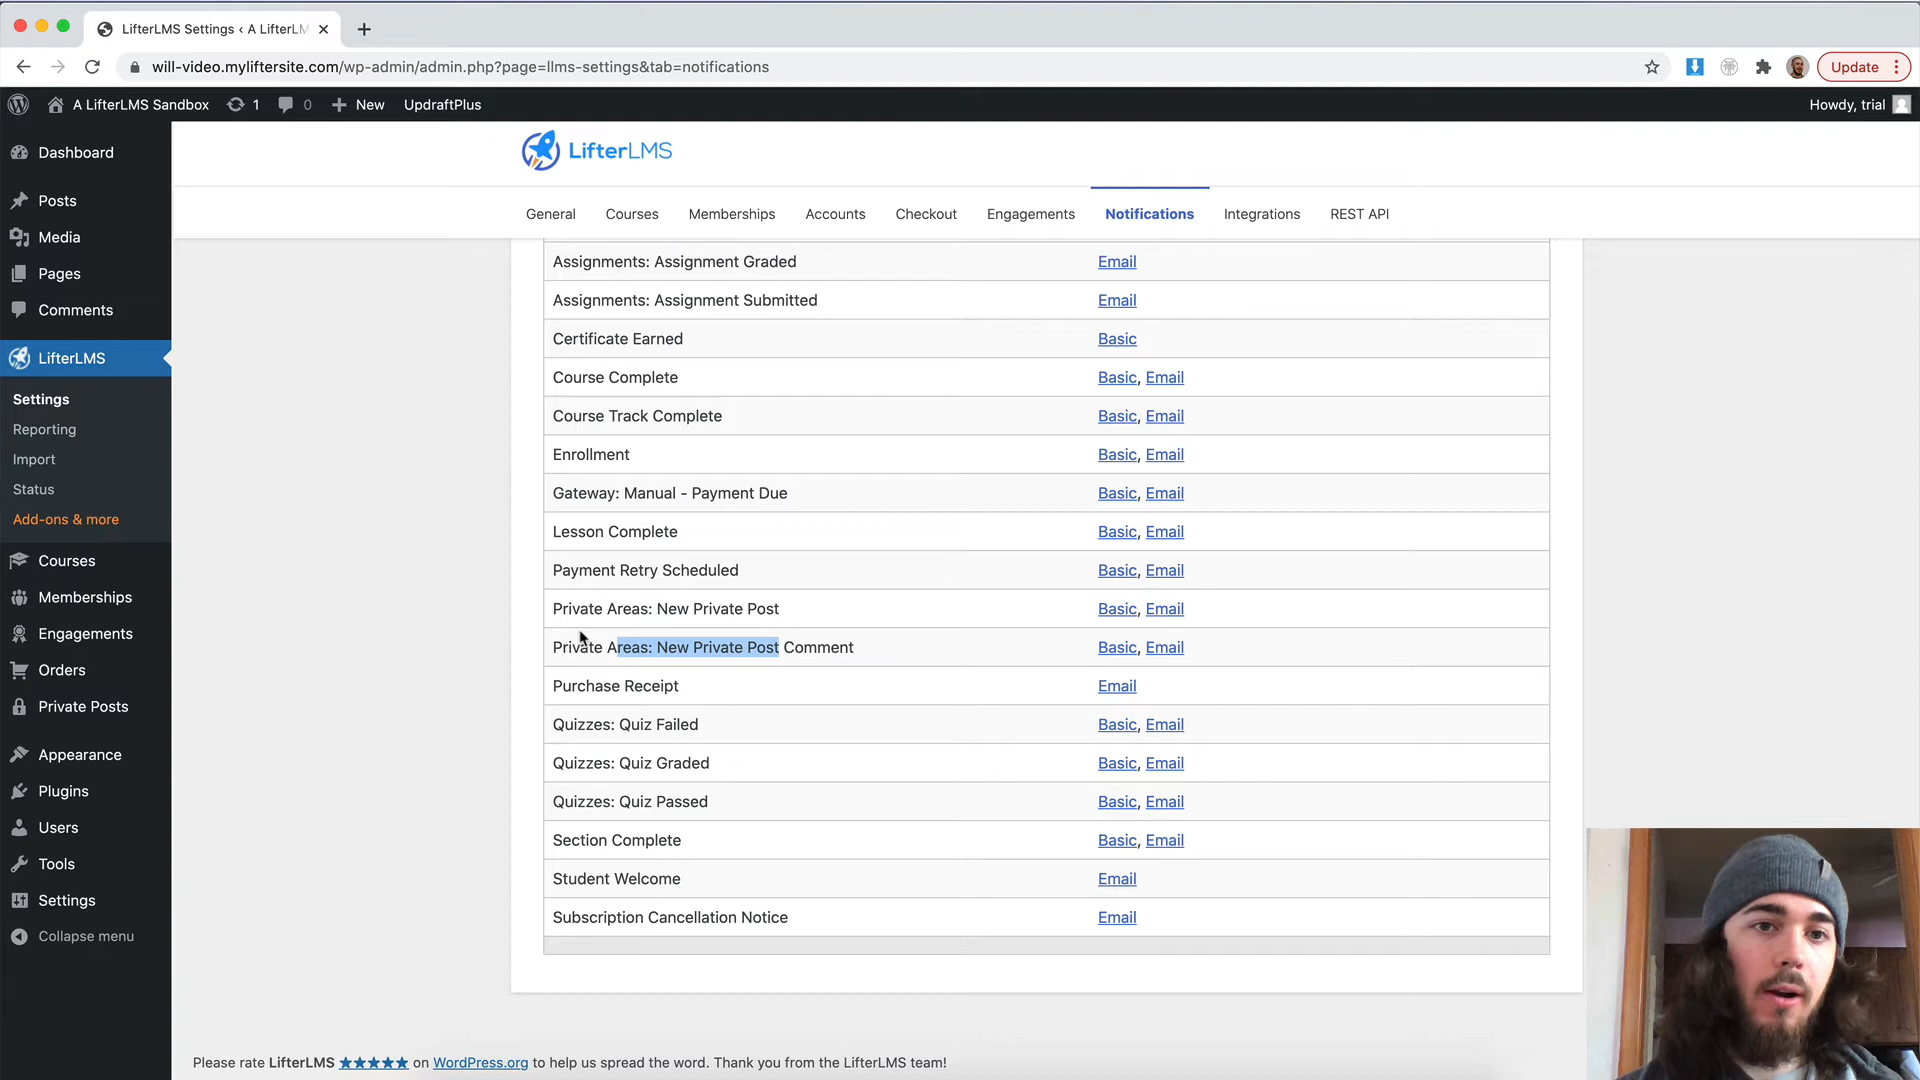 LifterLMS Settings ‹ A LifterLM
will-video.myliftersite.com/wp-admin/admin.php?page=llms-settings&tab=notifications
Update
A LifterLMS Sandbox 1 0 New UpdraftPlus Howdy, trial
Dashboard
Posts
Media
Pages
Comments
LifterLMS
Settings
Reporting
Import
Status
Add-ons & more
Courses
Memberships
Engagements
Orders
Private Posts
Appearance
Plugins
Users
Tools
Settings
Collapse menu
LifterLMS
General Courses Memberships Accounts Checkout Engagements Notifications Integrations REST API
Assignments: Assignment Graded Email
Assignments: Assignment Submitted Email
Certificate Earned Basic
Course Complete Basic, Email
Course Track Complete Basic, Email
Enrollment Basic, Email
Gateway: Manual - Payment Due Basic, Email
Lesson Complete Basic, Email
Payment Retry Scheduled Basic, Email
Private Areas: New Private Post Basic, Email
Private Areas: New Private Post Comment Basic, Email
Purchase Receipt Email
Quizzes: Quiz Failed Basic, Email
Quizzes: Quiz Graded Basic, Email
Quizzes: Quiz Passed Basic, Email
Section Complete Basic, Email
Student Welcome Email
Subscription Cancellation Notice Email
Please rate LifterLMS ★★★★★ on WordPress.org to help us spread the word. Thank you from the LifterLMS team!